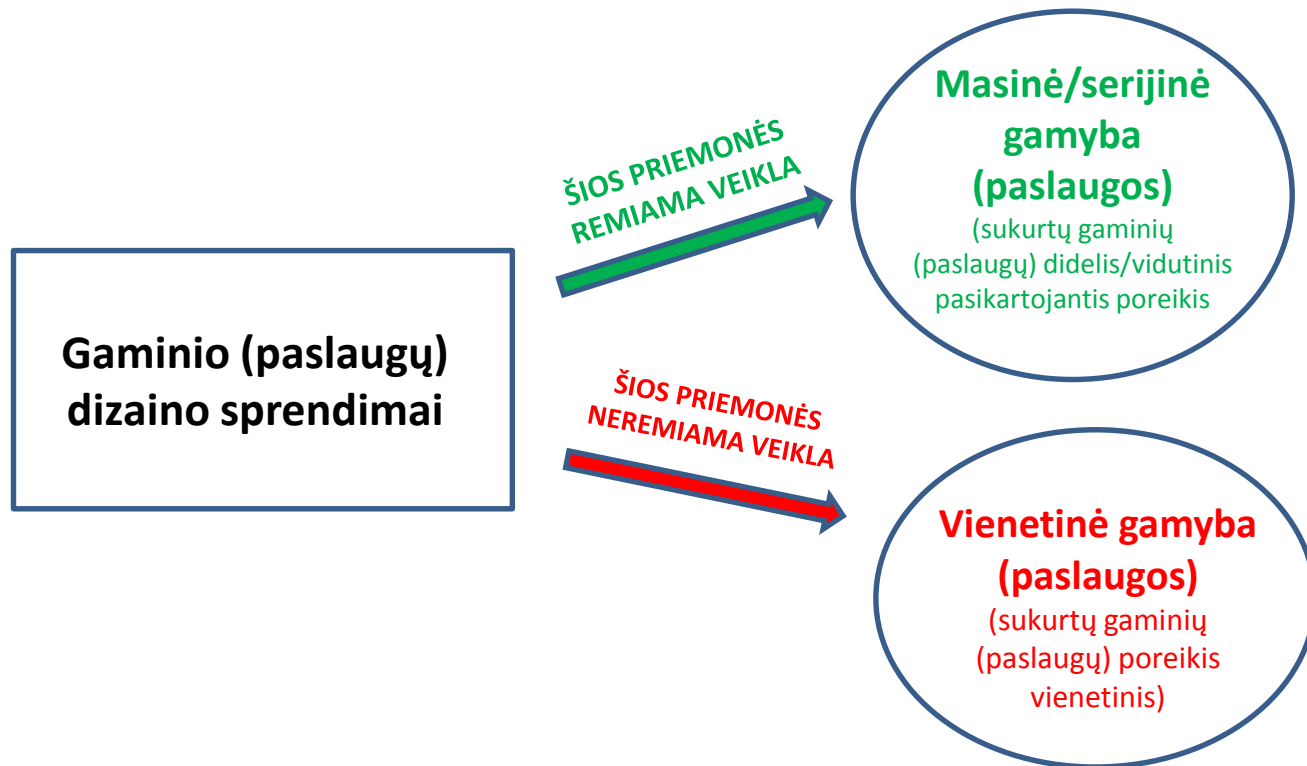 Gaminio (paslaugų)
dizaino sprendimai
ŠIOS PRIEMONĖS
REMIAMA VEIKLA
Masinė/serijinė
gamyba
(paslaugos)
(sukurtų gaminių
(paslaugų) didelis/vidutinis
pasikartojantis poreikis
ŠIOS PRIEMONĖS
NEREMIAMA VEIKLA
Vienetinė gamyba
(paslaugos)
(sukurtų gaminių
(paslaugų) poreikis
vienetinis)